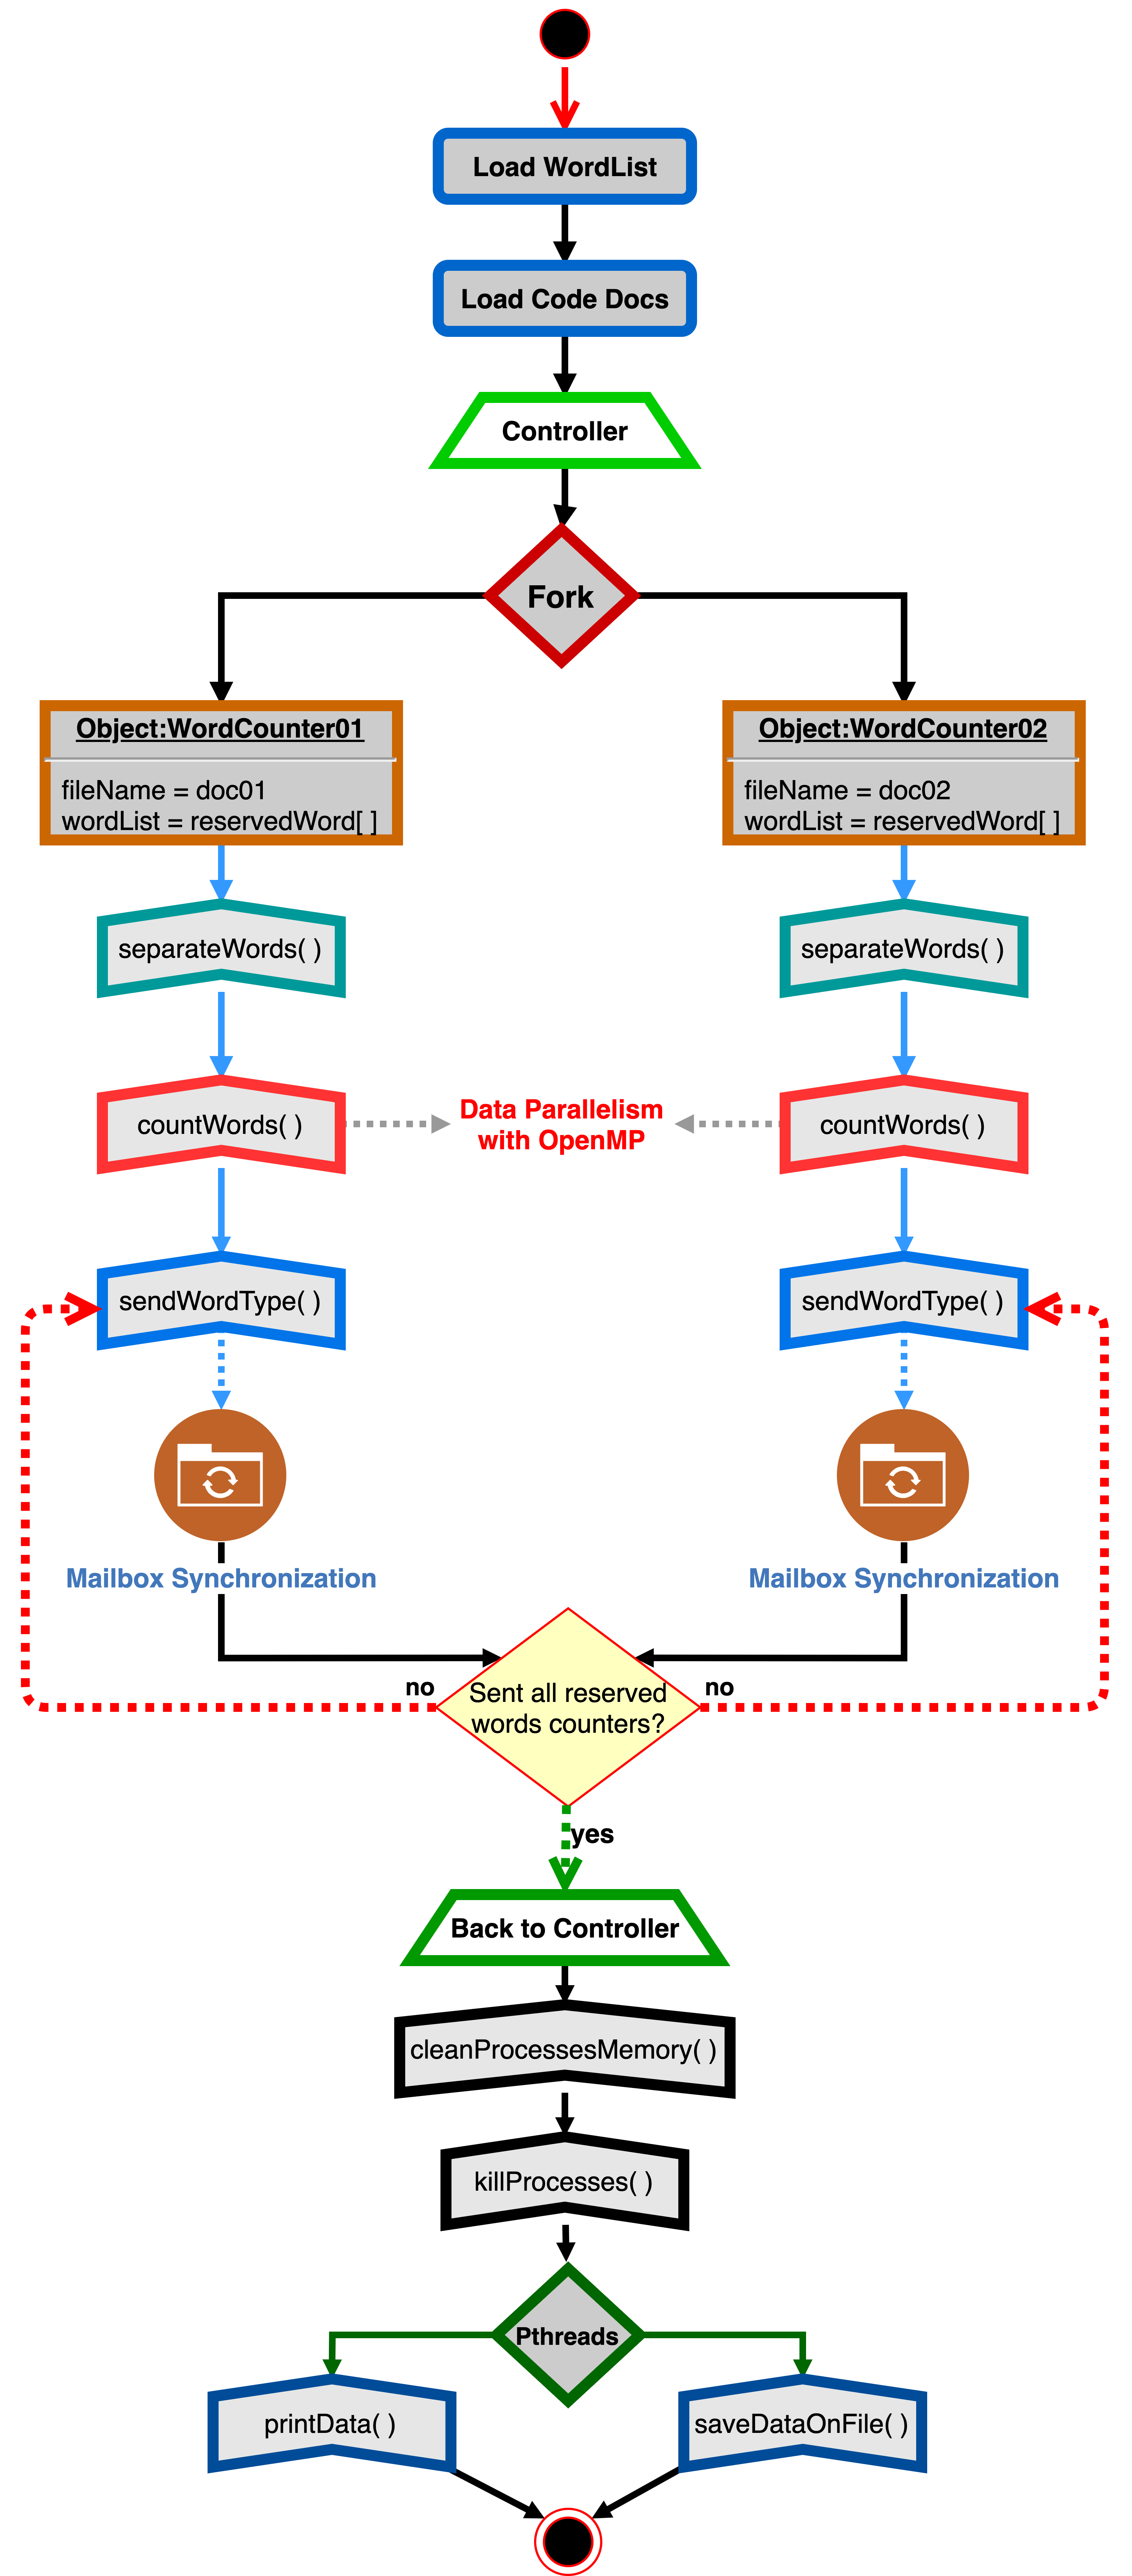 Load WordList
Load Code Docs
Controller
Fork
Object:WordCounter01
fileName = doc01
wordList = reservedWord[ ]
Object:WordCounter02
fileName = doc02
wordList = reservedWord[ ]
separateWords( )
separateWords( )
countWords( )
Data Parallelism
with OpenMP
countWords( )
sendWordType( )
sendWordType( )
Mailbox Synchronization
Mailbox Synchronization
no
Sent all reserved
words counters?
no
yes
Back to Controller
cleanProcessesMemory( )
killProcesses( )
Pthreads
printData( )
saveDataOnFile( )